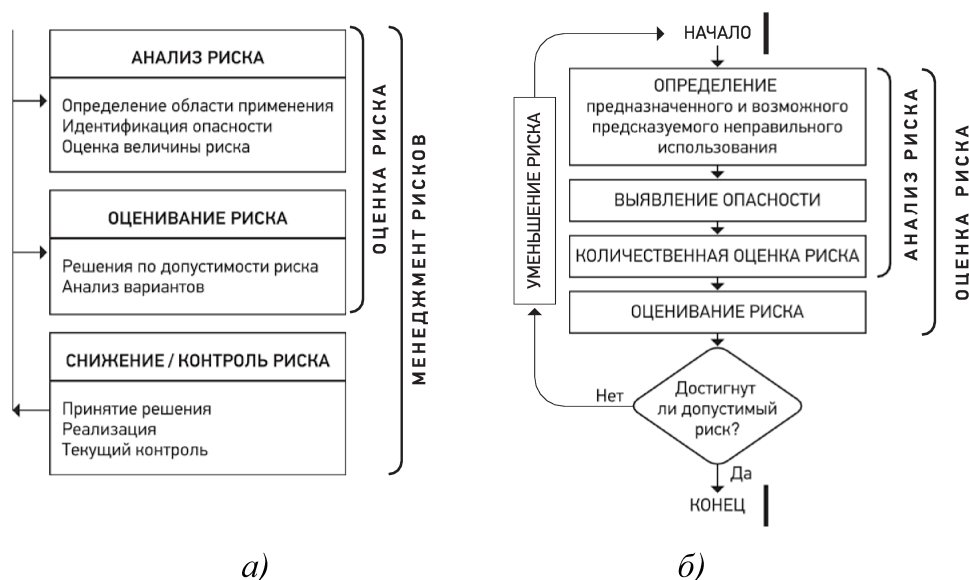 АНАЛИЗ РИСКА
Определение области применения
Идентификация опасности
Оценка величины риска
ОЦЕНИВАНИЕ РИСКА
Решения по допустимости риска
Анализ вариантов
СНИЖЕНИЕ / КОНТРОЛЬ РИСКА
Принятие решения
Реализация
Текущий контроль
ОЦЕНКА РИСКА
МЕНЕДЖМЕНТ РИСКОВ
а)
НАЧАЛО
ОПРЕДЕЛЕНИЕ
предназначенного и возможного
предсказуемого неправильного
использования
ВЫЯВЛЕНИЕ ОПАСНОСТИ
КОЛИЧЕСТВЕННАЯ ОЦЕНКА РИСКА
ОЦЕНИВАНИЕ РИСКА
Достигнут
ли допустимый
риск?
Нет
Да
КОНЕЦ
УМЕНЬШЕНИЕ РИСКА
АНАЛИЗ РИСКА
ОЦЕНКА РИСКА
б)